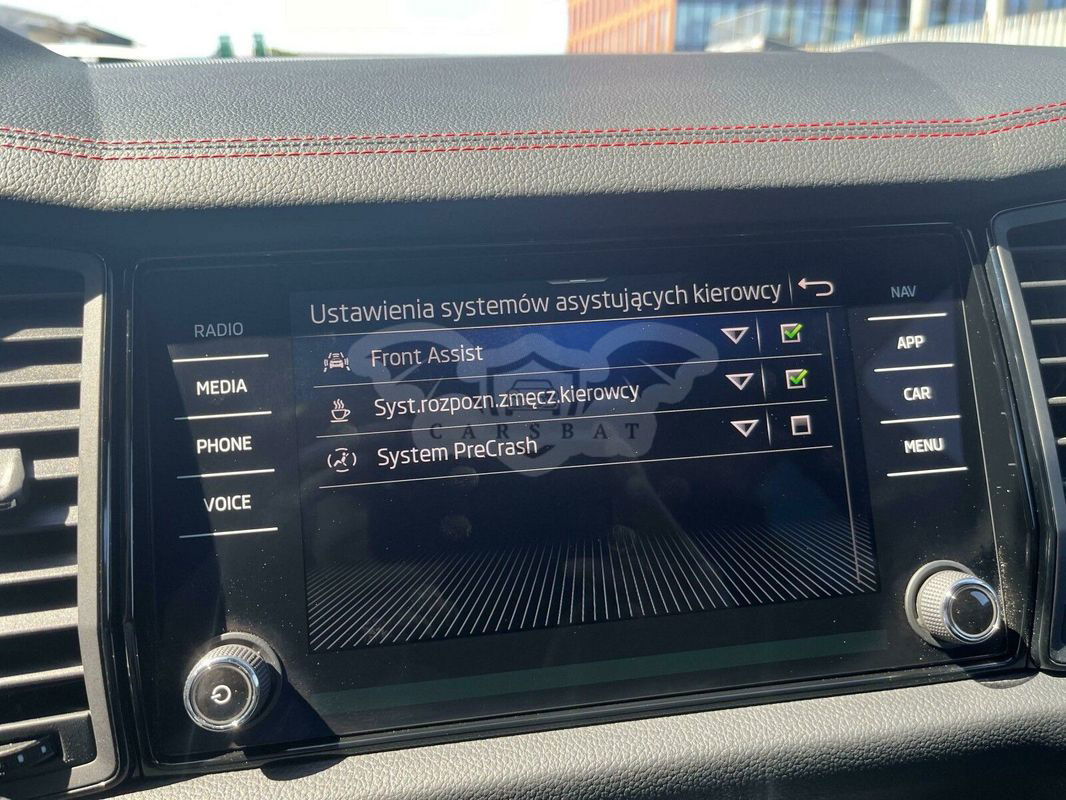 Ustawienia systemów asystujących kierowcy
Front Assist
Syst.rozpozn.zmęcz.kierowcy
System PreCrash
RADIO
MEDIA
PHONE
VOICE
NAV
APP
CAR
MENU
CARSBAT